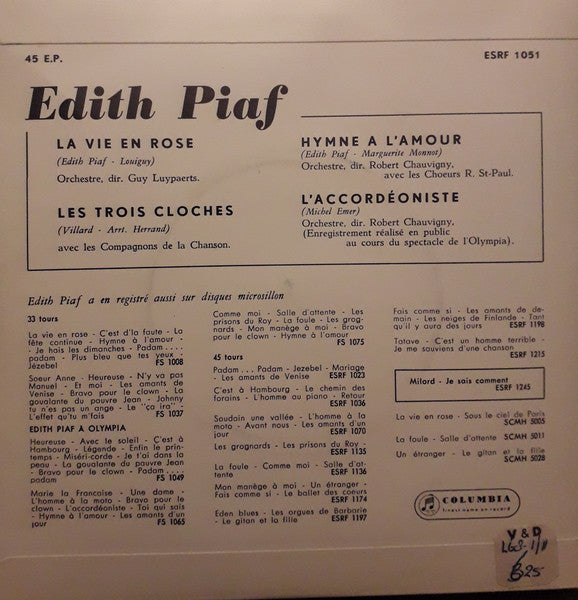 45 E.P.
ESRF 1051
Edith Piaf
LA VIE EN ROSE
(Edith Piaf - Louiguy)
Orchestre, dir. Guy Luypaerts.
LES TROIS CLOCHES
(Villard - Arrt. Herrand)
avec les Compagnons de la Chanson.
HYMNE A L'AMOUR
(Edith Piaf - Marguerite Monnot)
Orchestre, dir. Robert Chauvigny,
avec les Choeurs R. St-Paul.
L'ACCORDÉONISTE
(Michel Emer)
Orchestre, dir. Robert Chauvigny,
(Enregistrement réalisé en public
au cours du spectacle de l'Olympia).
Edith Piaf a en registré aussi sur disques microsillon
33 tours
La vie en rose - C'est d'la faute - La
fête continue - Hymne à l'amour -
- Je hais les dimanches - Padam...
padam - Plus bleu que tes yeux -
Jézebel
FS 1008
Soeur Anne - Heureuse - N'y va pas
Manuel - Et moi - Les amants de
Venise - Bravo pour le clown - La
goualante du pauvre Jean - Johnny
tu n'es pas un ange - Le "ça ira"
L'effet qu'tu m'fais
FS 1037
EDITH PIAF A OLYMPIA
Heureuse - Avec le soleil - C'est à
Hambourg - Légende - Enfin le prin-
temps - Miséri-corde - Je t'ai dans la
peau - La goualante du pauvre Jean
- Bravo pour le clown - Padam...
padam
FS 1049
Marie la Francoise - Une dame -
L'homme à la moto - Bravo pour le
clown - L'accordéoniste - Toi qui sais
- Hymne à l'amour - Les amants d'un
jour
FS 1065
Comme moi - Salle d'attente - Les
prisons du Roy - La foule - Les grog-
nards - Mon manège à moi - Bravo
pour le clown - Hymne à l'amour
FS 1075
45 tours
Padam... Padam - Jezebel - Mariage
- Les amants de Venise ESRF 1023
C'est à Hambourg - Le chemin des
forains - L'homme au piano - Retour
ESRF 1036
Soudain une vallée - L'homme à la
moto - Avant nous - Les amants d'un
jour
ESRF 1070
Les grognards - Les prisons du Roy -
ESRF 1135
La foule - Comme moi - Salle d'at-
tente
ESRF 1136
Mon manège à moi - Un étranger -
Fais comme si - Le ballet des coeurs
ESRF 1174
Eden blues - Les orgues de Barbarie
- Le gitan et la fille
ESRF 1197
Fais comme si - Les amants de de-
main - Les neiges de Finlande - Tant
qu'il y aura des jours
ESRF 1198
Tatave - C'est un homme terrible -
Je me sauviens d'une chanson
ESRF 1215
Milord - Je sais comment
ESRF 1245
La vie en rose - Sous le ciel de Paris
SCMH 5005
La foule - Salle d'attente SCMH 5011
Un étranger - Le gitan et la fille
SCMH 5028
COLUMBIA
finest name on record
V & D